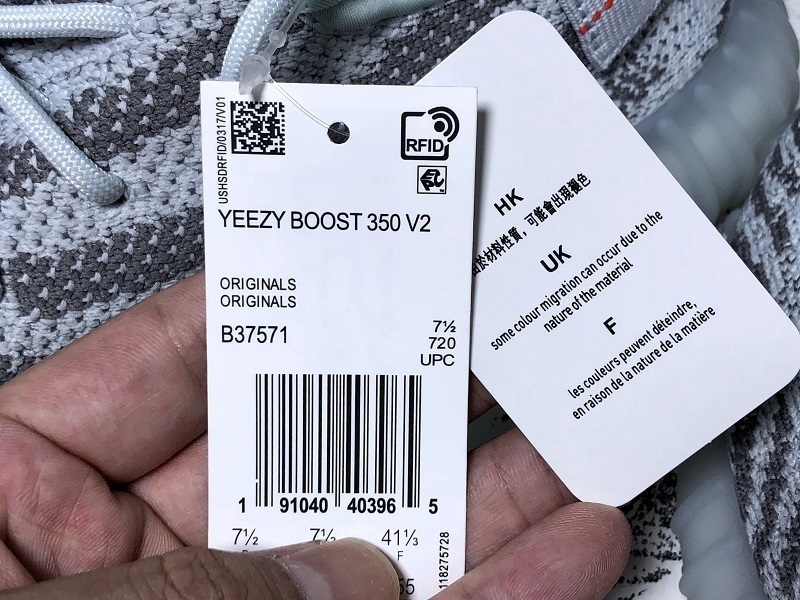 USHSDRFID/0317/V01
RFID
EPC
YEEZY BOOST 350 V2
ORIGINALS
ORIGINALS
B37571
7½
720
UPC
1 91040 40396 5
7½ 7½ 41⅓
F
118275728
HK
由於材料性質，可能會出現褪色
UK
some colour migration can occur due to the
nature of the material
F
les couleurs peuvent déteindre,
en raison de la nature de la matière